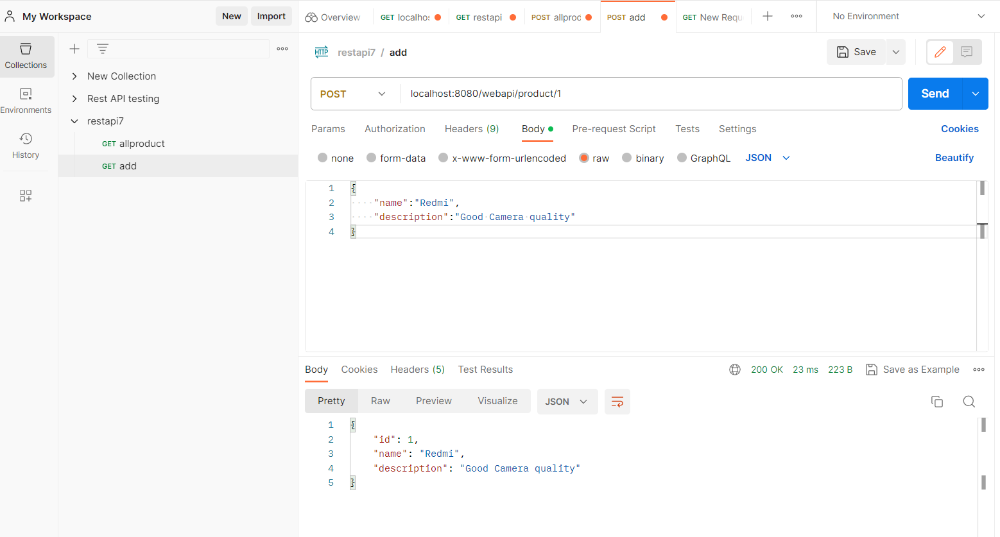 My Workspace
New
Import
Overview
GET localhos
GET restapi
POST allprod
POST add
GET New Requ
No Environment
Collections
Environments
History
New Collection
Rest API testing
restapi7
GET allproduct
GET add
HTTP restapi7 / add
Save
POST
localhost:8080/webapi/product/1
Send
Params
Authorization
Headers (9)
Body
Pre-request Script
Tests
Settings
Cookies
none
form-data
x-www-form-urlencoded
raw
binary
GraphQL
JSON
Beautify
1 {
2 "name":"Redmi",
3 "description":"Good Camera quality"
4 }
Body
Cookies
Headers (5)
Test Results
200 OK
23 ms
223 B
Save as Example
Pretty
Raw
Preview
Visualize
JSON
1 {
2 "id": 1,
3 "name": "Redmi",
4 "description": "Good Camera quality"
5 }